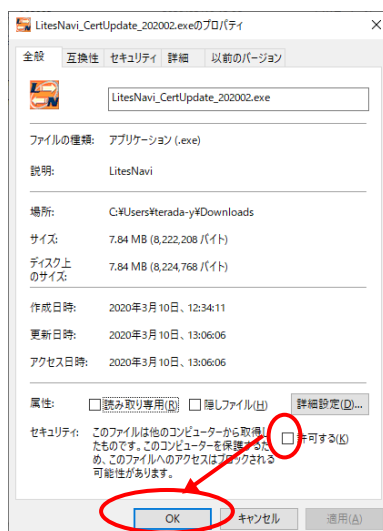 LitesNavi_CertUpdate_202002.exeのプロパティ
全般 互換性 セキュリティ 詳細 以前のバージョン
LN
LitesNavi_CertUpdate_202002.exe
ファイルの種類: アプリケーション (.exe)
説明: LitesNavi
場所: C:¥Users¥terada-y¥Downloads
サイズ: 7.84 MB (8,222,208 バイト)
ディスク上
のサイズ: 7.84 MB (8,224,768 バイト)
作成日時: 2020年3月10日、12:34:11
更新日時: 2020年3月10日、13:06:06
アクセス日時: 2020年3月10日、13:06:06
属性: 読み取り専用(R) 隠しファイル(H) 詳細設定(D)...
セキュリティ: このファイルは他のコンピューターから取得し
たものです。このコンピューターを保護するた
め、このファイルへのアクセスはブロックされる
可能性があります。
許可する(K)
OK キャンセル 適用(A)